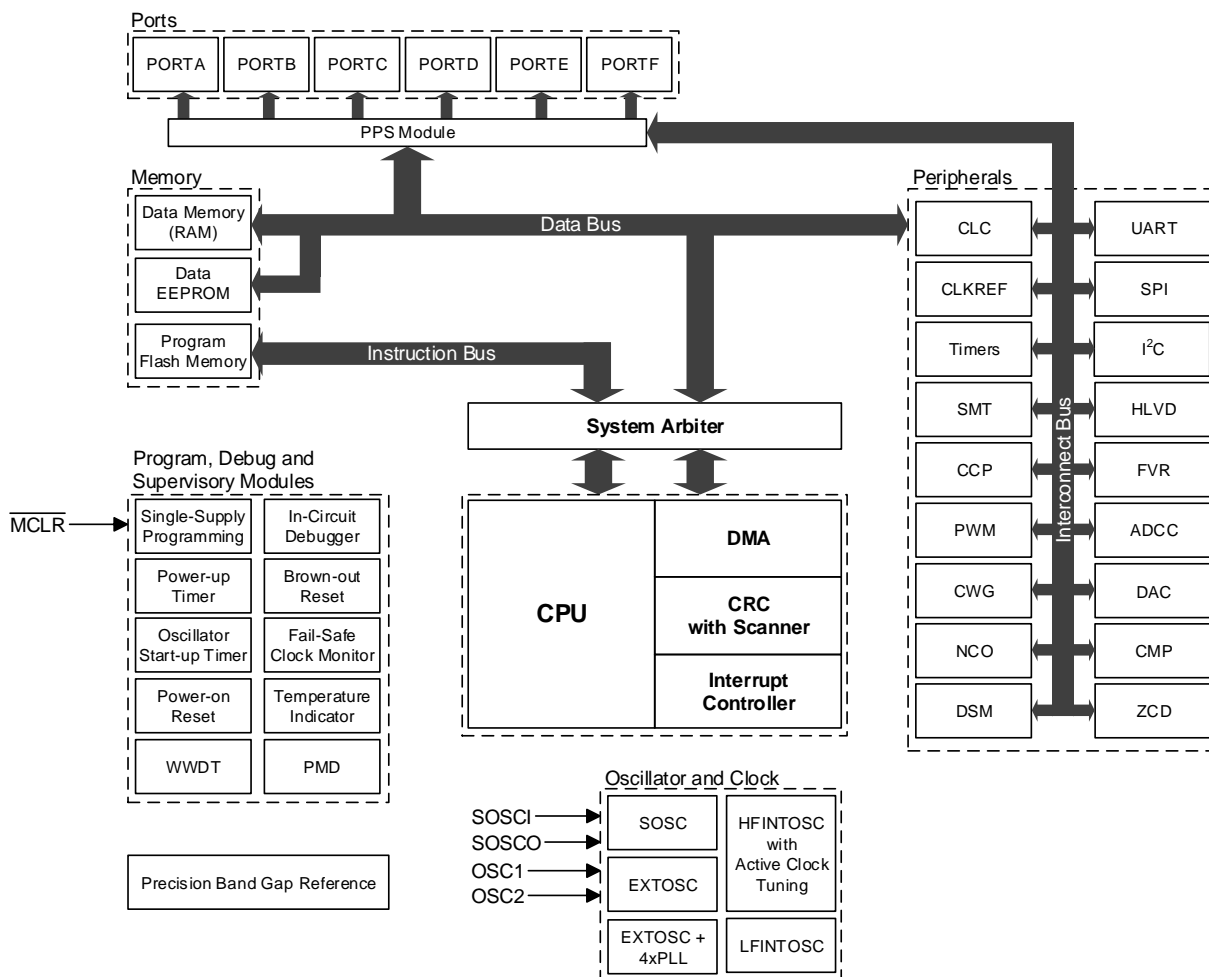 Ports
PORTA
PORTB
PORTC
PORTD
PORTE
PORTF
PPS Module
Memory
Data Memory
(RAM)
Data
EEPROM
Program
Flash Memory
Data Bus
Instruction Bus
System Arbiter
CPU
DMA
CRC
with Scanner
Interrupt
Controller
Peripherals
CLC
UART
CLKREF
SPI
Timers
I²C
SMT
HLVD
CCP
FVR
PWM
ADCC
CWG
DAC
NCO
CMP
DSM
ZCD
Interconnect Bus
Program, Debug and
Supervisory Modules
MCLR
Single-Supply
Programming
In-Circuit
Debugger
Power-up
Timer
Brown-out
Reset
Oscillator
Start-up Timer
Fail-Safe
Clock Monitor
Power-on
Reset
Temperature
Indicator
WWDT
PMD
Precision Band Gap Reference
Oscillator and Clock
SOSCI
SOSCO
OSC1
OSC2
SOSC
EXTOSC
EXTOSC +
4xPLL
HFINTOSC
with
Active Clock
Tuning
LFINTOSC